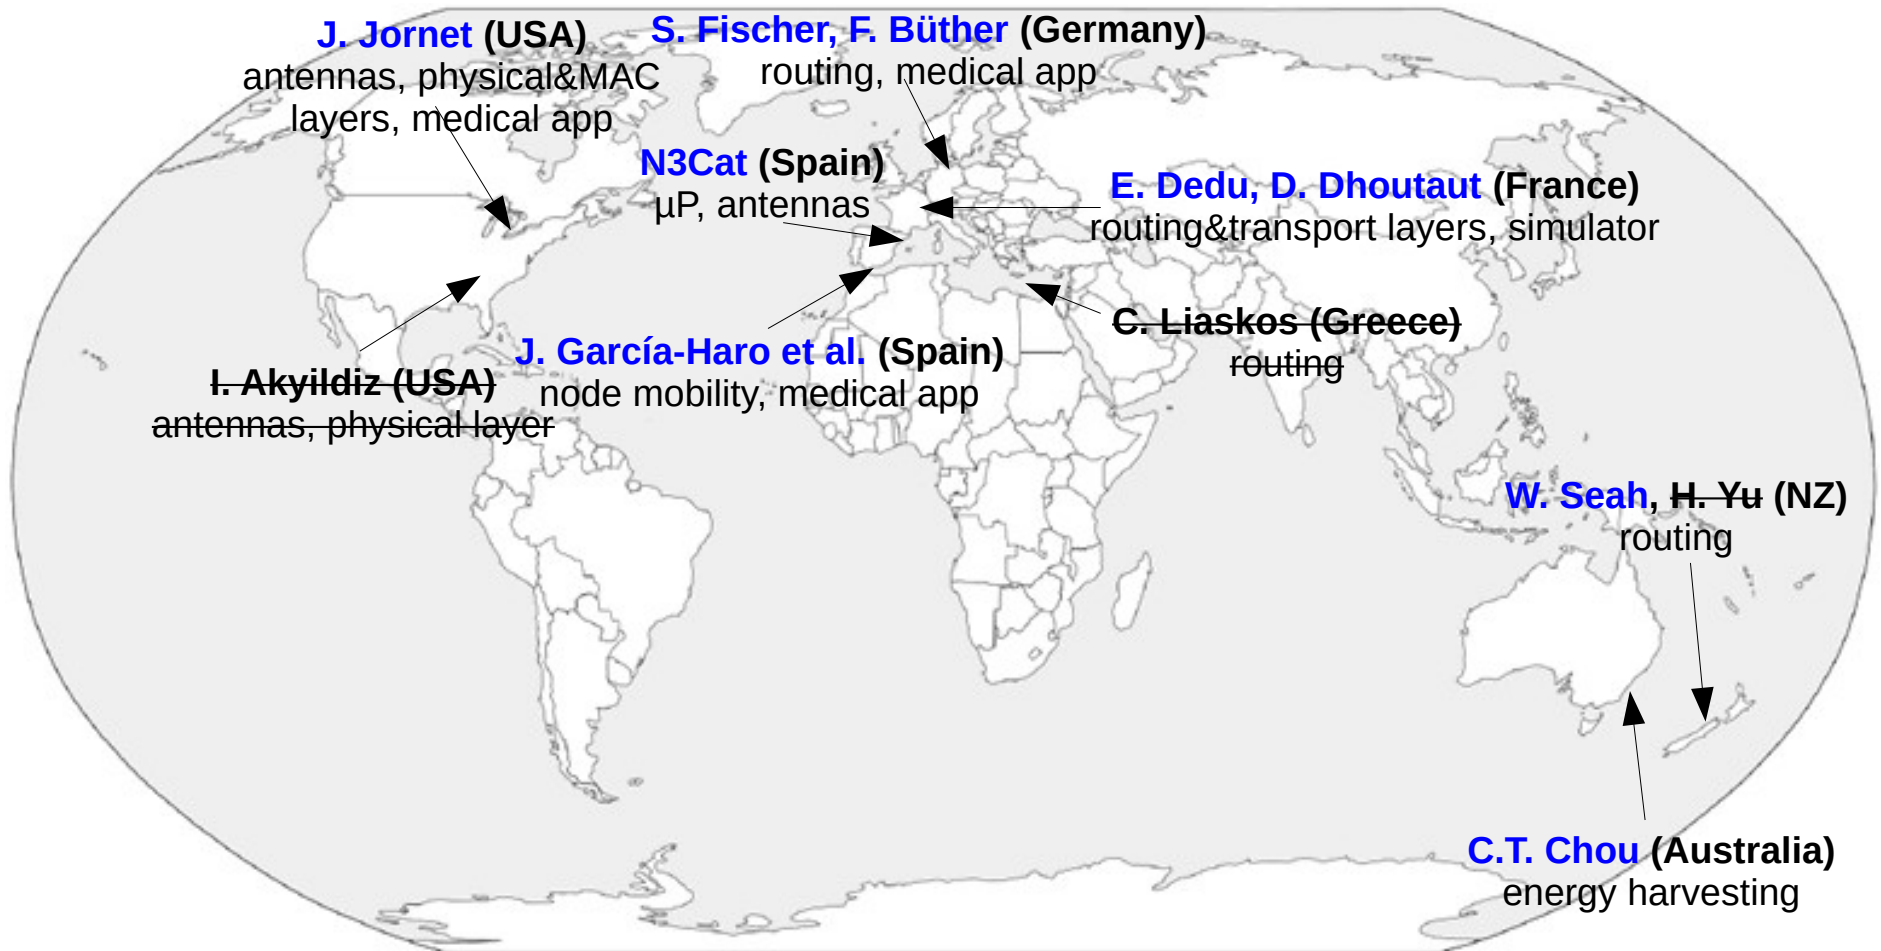 J. Jornet (USA)
antennas, physical&MAC
layers, medical app
S. Fischer, F. Büther (Germany)
routing, medical app
N3Cat (Spain)
µP, antennas
E. Dedu, D. Dhoutaut (France)
routing&transport layers, simulator
C. Liaskos (Greece)
routing
J. García-Haro et al. (Spain)
node mobility, medical app
I. Akyildiz (USA)
antennas, physical layer
W. Seah, H. Yu (NZ)
routing
C.T. Chou (Australia)
energy harvesting